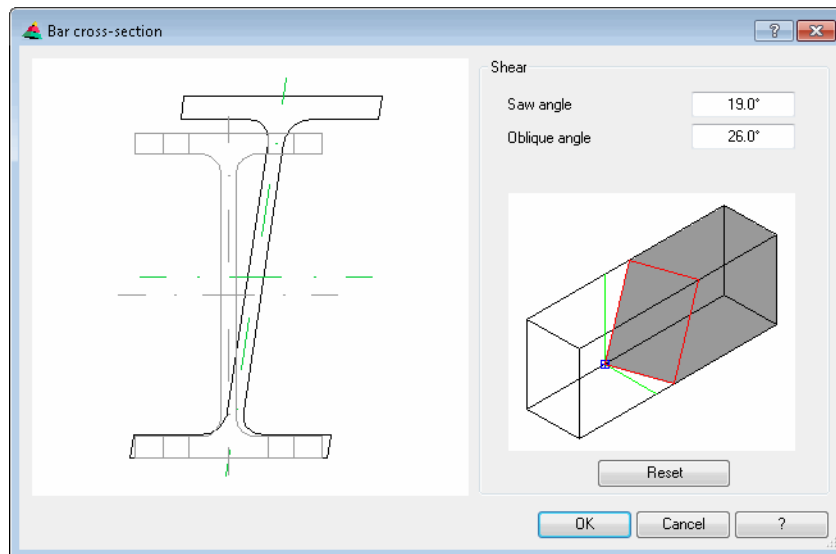 Bar cross-section
?
Shear
Saw angle 19.0°
Oblique angle 26.0°
Reset
OK Cancel ?